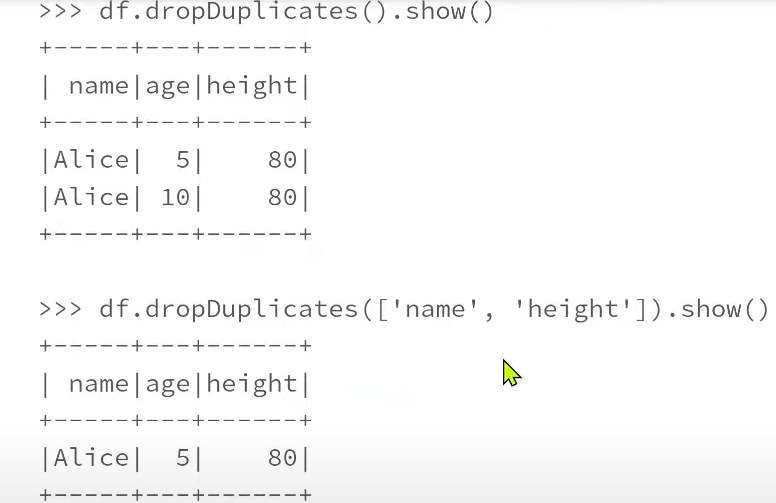 >>> df.dropDuplicates().show()
+-----+---+------+
| name|age|height|
+-----+---+------+
|Alice|  5|    80|
|Alice| 10|    80|
+-----+---+------+
>>> df.dropDuplicates(['name', 'height']).show()
+-----+---+------+
| name|age|height|
+-----+---+------+
|Alice|  5|    80|
+-----+---+------+